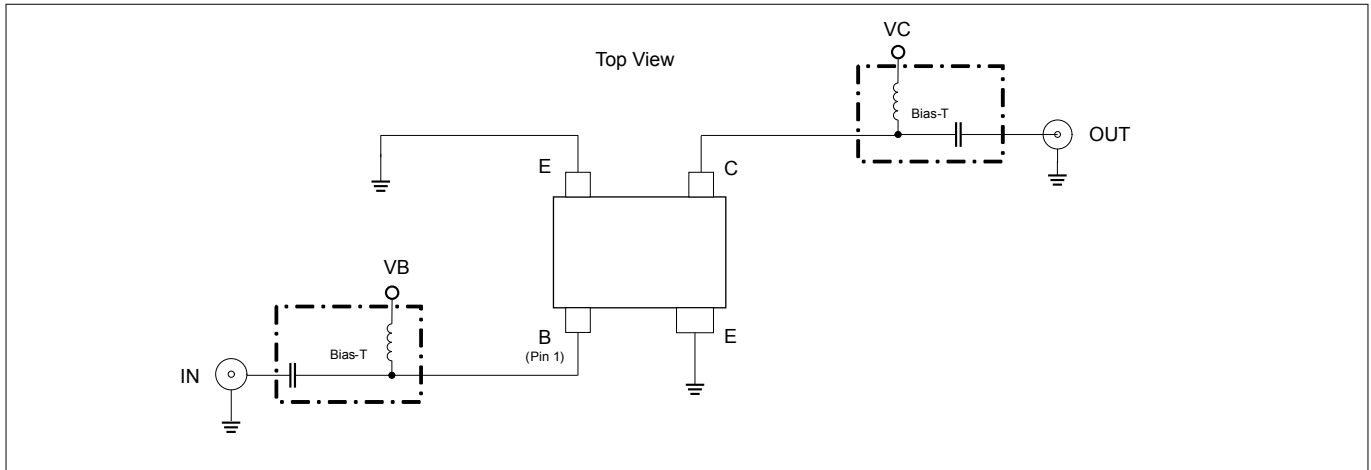 VC
Top View
Bias-T
OUT
E
C
VB
B
(Pin 1)
E
Bias-T
IN